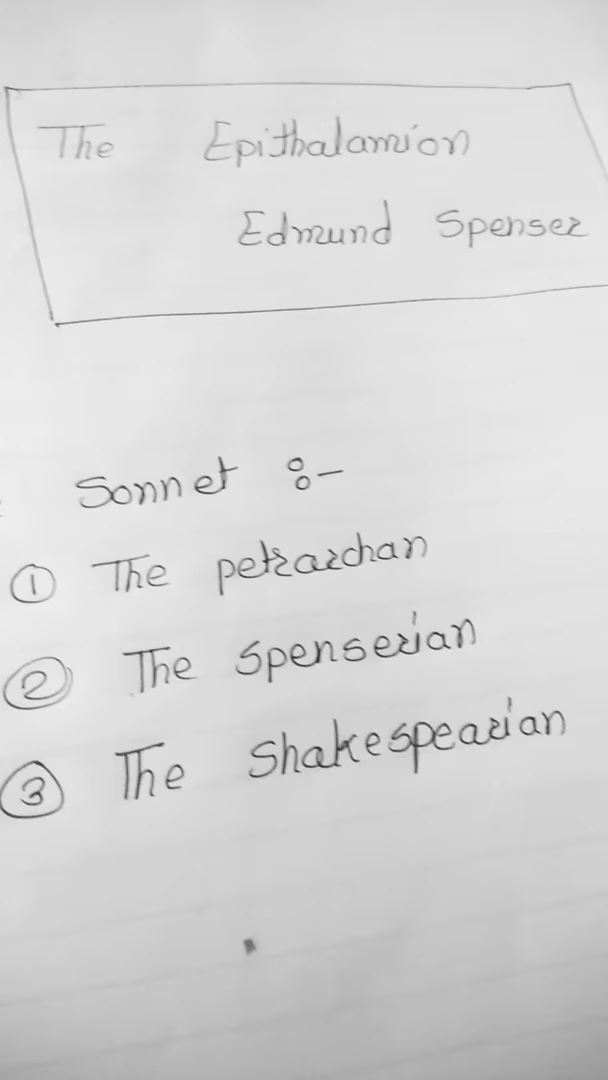 The Epithalamion
Edmund Spenser
Sonnet :-
① The petrarchan
② The Spenserian
③ The Shakespearian